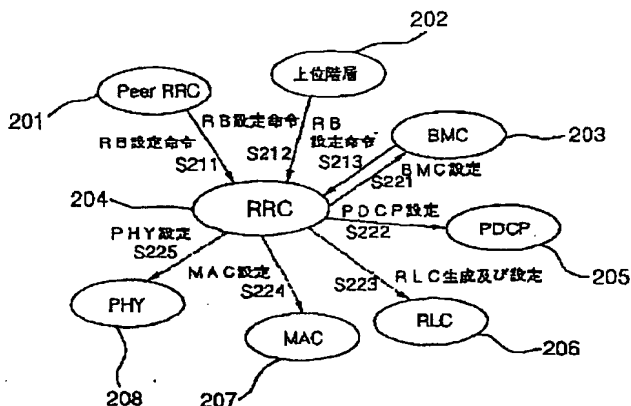 202
上位階層
Peer RRC
201
RB設定命令
S211
RB設定命令
S212
RB
設定命令
S213
BMC
203
S221
BMC設定
204
RRC
PDCP設定
S222
PDCP
205
PHY設定
S225
MAC設定
S224
S223
RLC生成及び設定
PHY
208
MAC
207
RLC
206